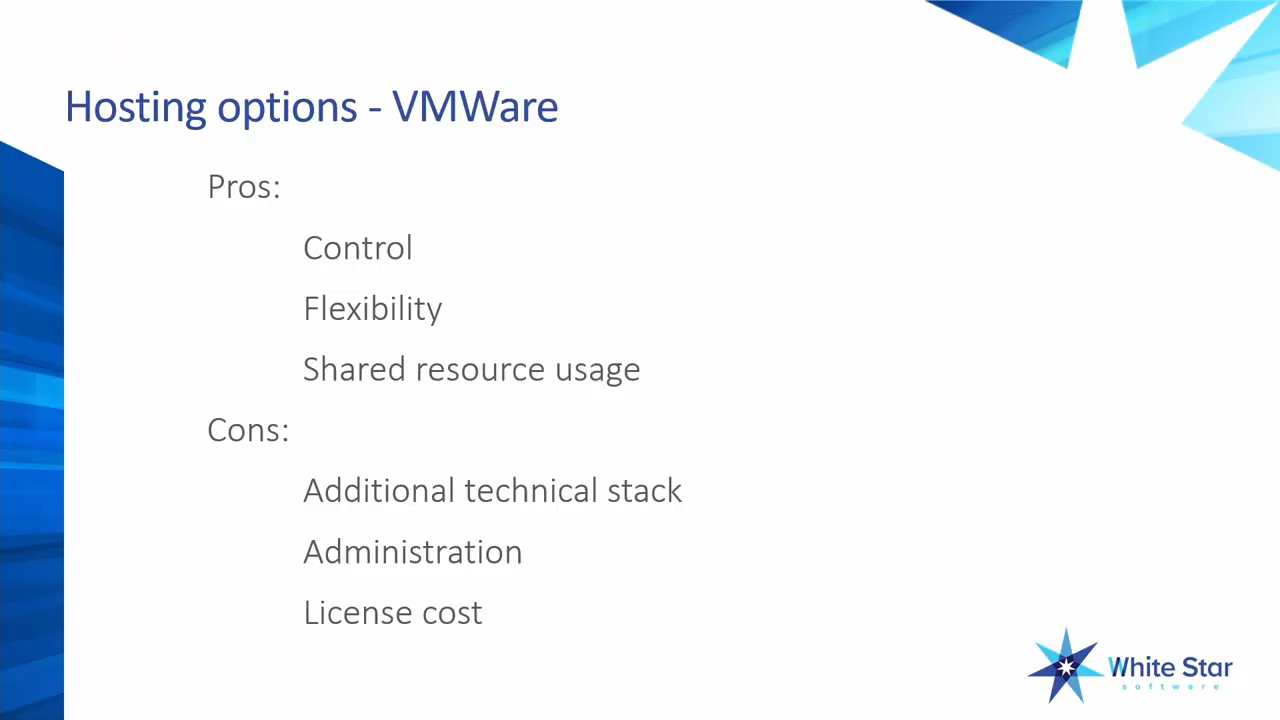 Hosting options - VMWare
Pros:
Control
Flexibility
Shared resource usage
Cons:
Additional technical stack
Administration
License cost
White Star
software